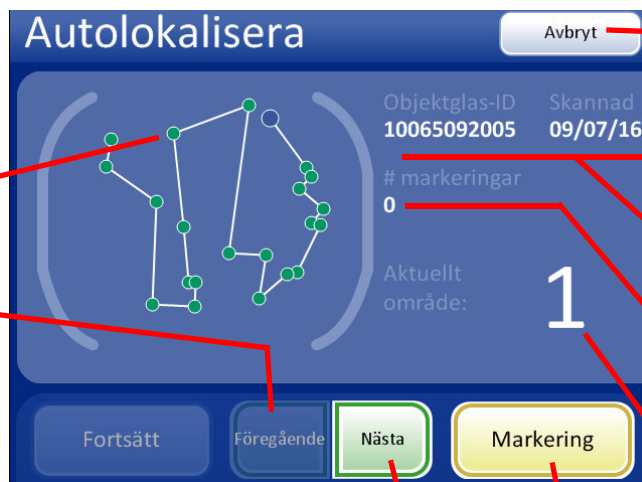 Autolokalisera
Avbryt
Objektglas-ID Skannad
10065092005 09/07/16
# markeringar
0
Aktuellt
område:
1
Fortsätt
Föregående
Nästa
Markering